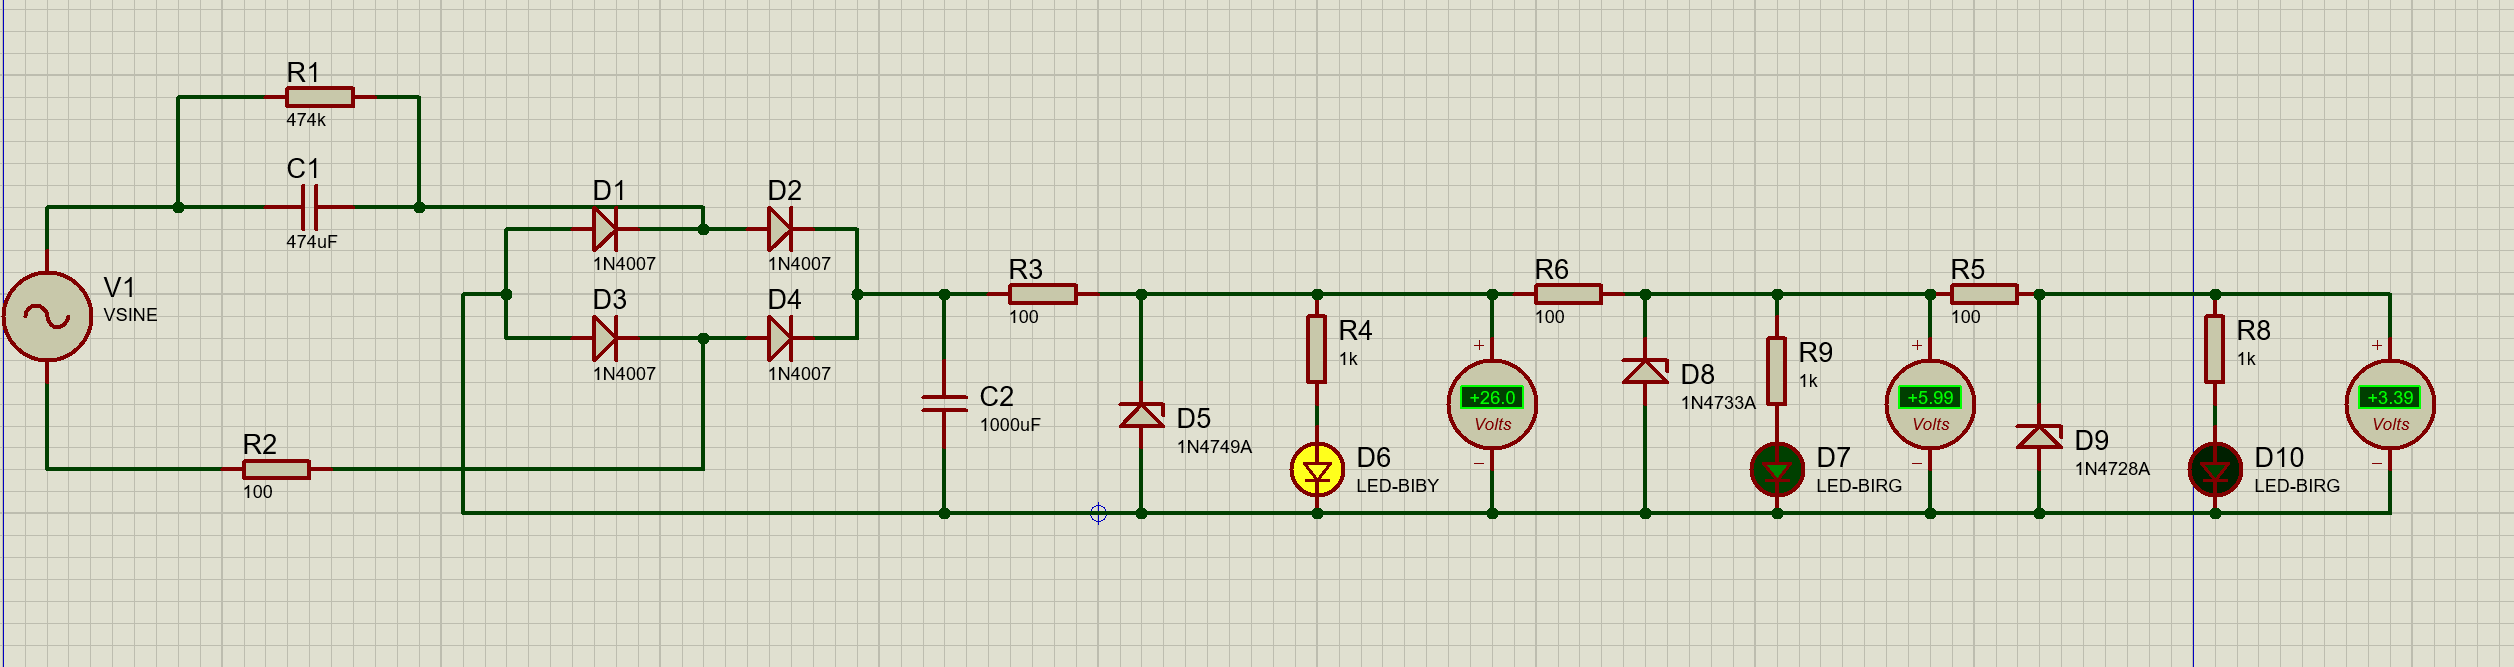 R1
474k
C1
474uF
V1
VSINE
R2
100
D1
1N4007
D2
1N4007
D3
1N4007
D4
1N4007
C2
1000uF
R3
100
D5
1N4749A
R4
1k
D6
LED-BIBY
+
+26.0
Volts
−
R6
100
D8
1N4733A
R9
1k
D7
LED-BIRG
+
+5.99
Volts
−
R5
100
D9
1N4728A
R8
1k
D10
LED-BIRG
+
+3.39
Volts
−